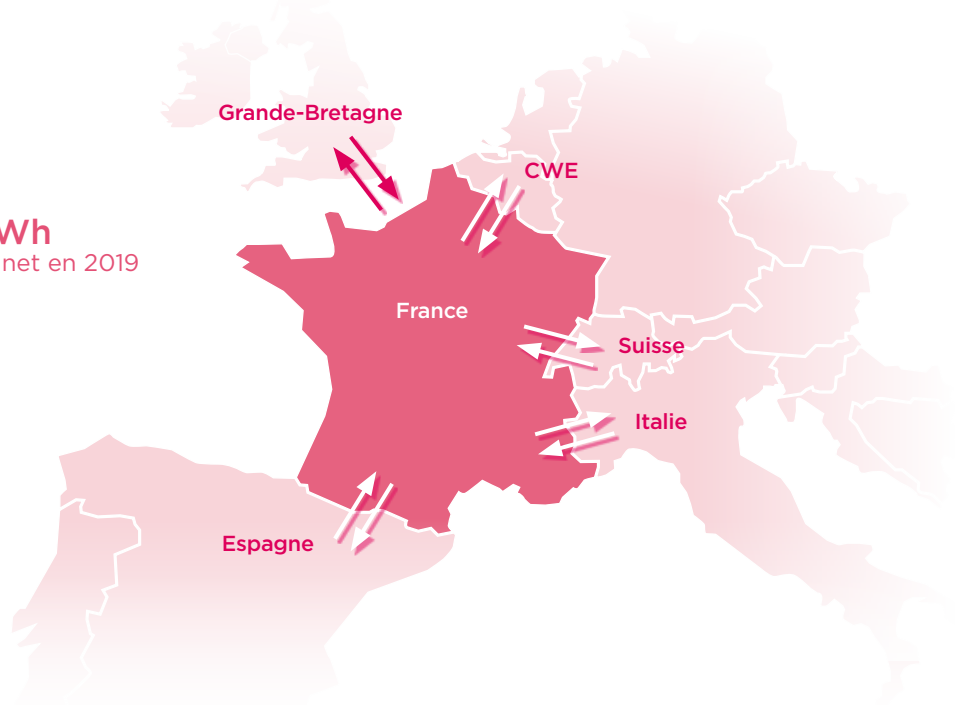 Grande-Bretagne
CWE
Wh
net en 2019
France
Suisse
Italie
Espagne